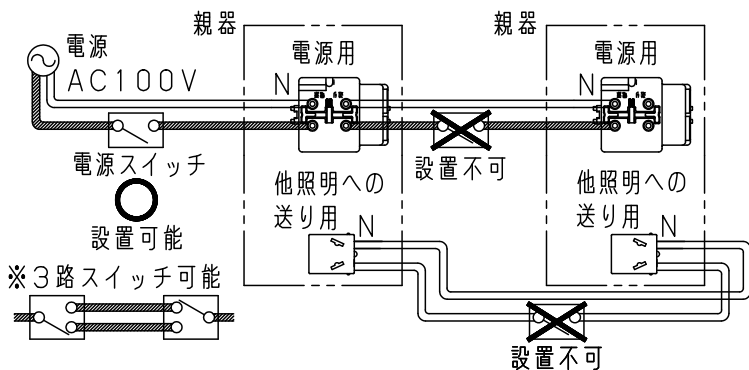 親器
親器
電源
AC100V
電源用
N
電源用
N
電源スイッチ
設置可能
設置不可
他照明への
送り用
N
他照明への
送り用
N
※3路スイッチ可能
設置不可